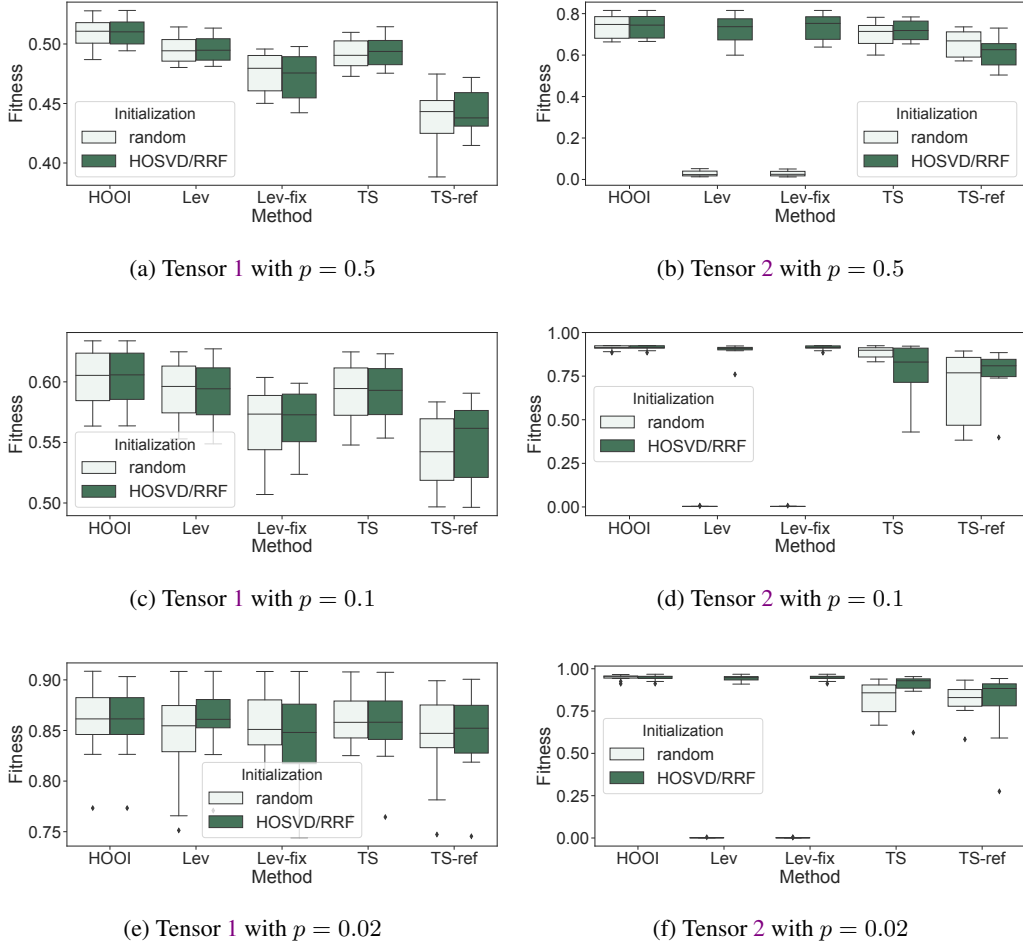 Fitness
0.50
0.45
0.40
Initialization
random
HOSVD/RRF
HOOI Lev Lev-fix TS TS-ref
Method
(a) Tensor 1 with p = 0.5
Fitness
0.8
0.6
0.4
0.2
0.0
Initialization
random
HOSVD/RRF
HOOI Lev Lev-fix TS TS-ref
Method
(b) Tensor 2 with p = 0.5
Fitness
0.60
0.55
0.50
Initialization
random
HOSVD/RRF
HOOI Lev Lev-fix TS TS-ref
Method
(c) Tensor 1 with p = 0.1
Fitness
1.00
0.75
0.50
0.25
0.00
Initialization
random
HOSVD/RRF
HOOI Lev Lev-fix TS TS-ref
Method
(d) Tensor 2 with p = 0.1
Fitness
0.90
0.85
0.80
0.75
Initialization
random
HOSVD/RRF
HOOI Lev Lev-fix TS TS-ref
Method
(e) Tensor 1 with p = 0.02
Fitness
1.00
0.75
0.50
0.25
0.00
Initialization
random
HOSVD/RRF
HOOI Lev Lev-fix TS TS-ref
Method
(f) Tensor 2 with p = 0.02